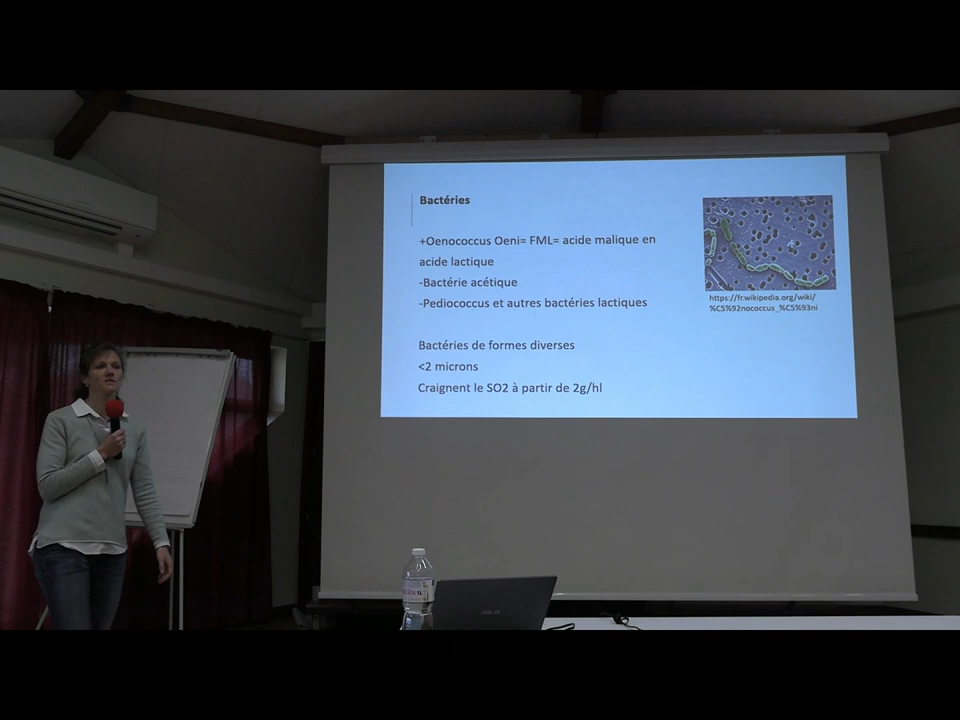 Bactéries
+Oenococcus Oeni= FML= acide malique en
acide lactique
-Bactérie acétique
-Pediococcus et autres bactéries lactiques
Bactéries de formes diverses
<2 microns
Craignent le SO2 à partir de 2g/hl
https://fr.wikipedia.org/wiki/
%C5%92nococcus_%C5%93ni
ASUS